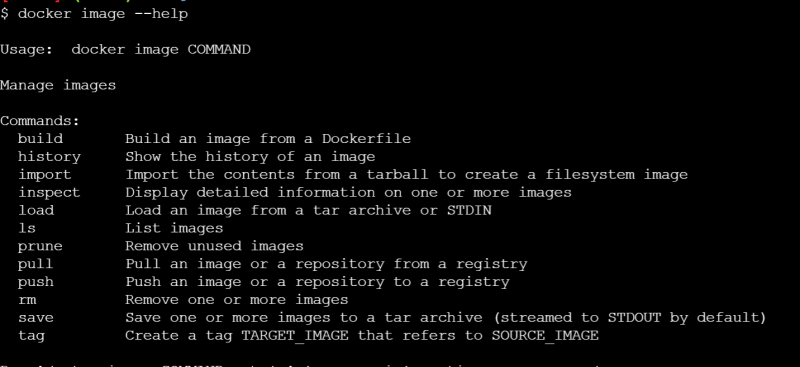 $ docker image --help
Usage:  docker image COMMAND
Manage images
Commands:
  build       Build an image from a Dockerfile
  history     Show the history of an image
  import      Import the contents from a tarball to create a filesystem image
  inspect     Display detailed information on one or more images
  load        Load an image from a tar archive or STDIN
  ls          List images
  prune       Remove unused images
  pull        Pull an image or a repository from a registry
  push        Push an image or a repository to a registry
  rm          Remove one or more images
  save        Save one or more images to a tar archive (streamed to STDOUT by default)
  tag         Create a tag TARGET_IMAGE that refers to SOURCE_IMAGE